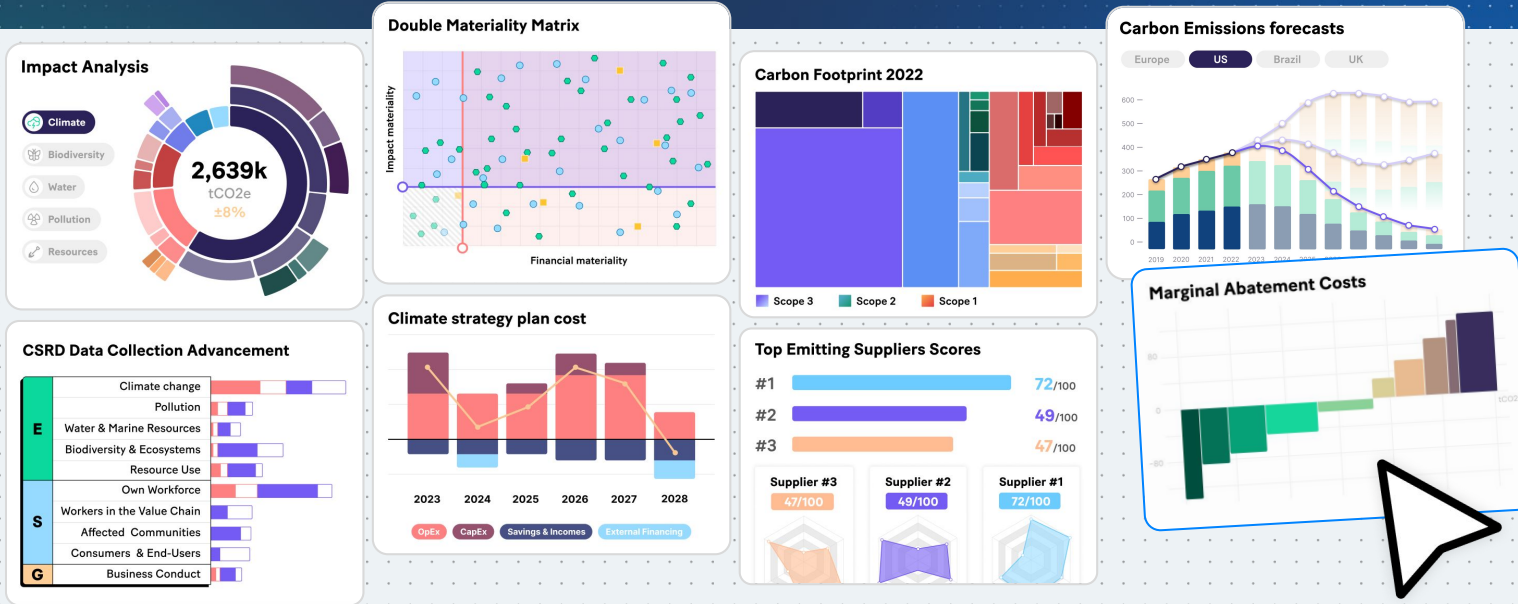 Impact Analysis
Climate
Biodiversity
Water
Pollution
Resources
2,639k
tCO2e
±8%
CSRD Data Collection Advancement
E
Climate change
Pollution
Water & Marine Resources
Biodiversity & Ecosystems
Resource Use
S
Own Workforce
Workers in the Value Chain
Affected Communities
Consumers & End-Users
G
Business Conduct
Double Materiality Matrix
Impact materiality
Financial materiality
Climate strategy plan cost
2023 2024 2025 2026 2027 2028
OpEx CapEx Savings & Incomes External Financing
Carbon Footprint 2022
Scope 3 Scope 2 Scope 1
Top Emitting Suppliers Scores
#1 72/100
#2 49/100
#3 47/100
Supplier #3 Supplier #2 Supplier #1
47/100 49/100 72/100
Carbon Emissions forecasts
Europe US Brazil UK
600
500
400
300
200
100
0
2019 2020 2021 2022 2023 2024
Marginal Abatement Costs
80
0
-80
tCO2